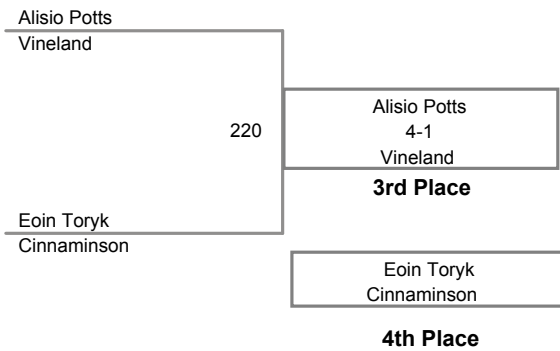 Alisio Potts
Vineland
220
Alisio Potts
4-1
Vineland
3rd Place
Eoin Toryk
Cinnaminson
Eoin Toryk
Cinnaminson
4th Place